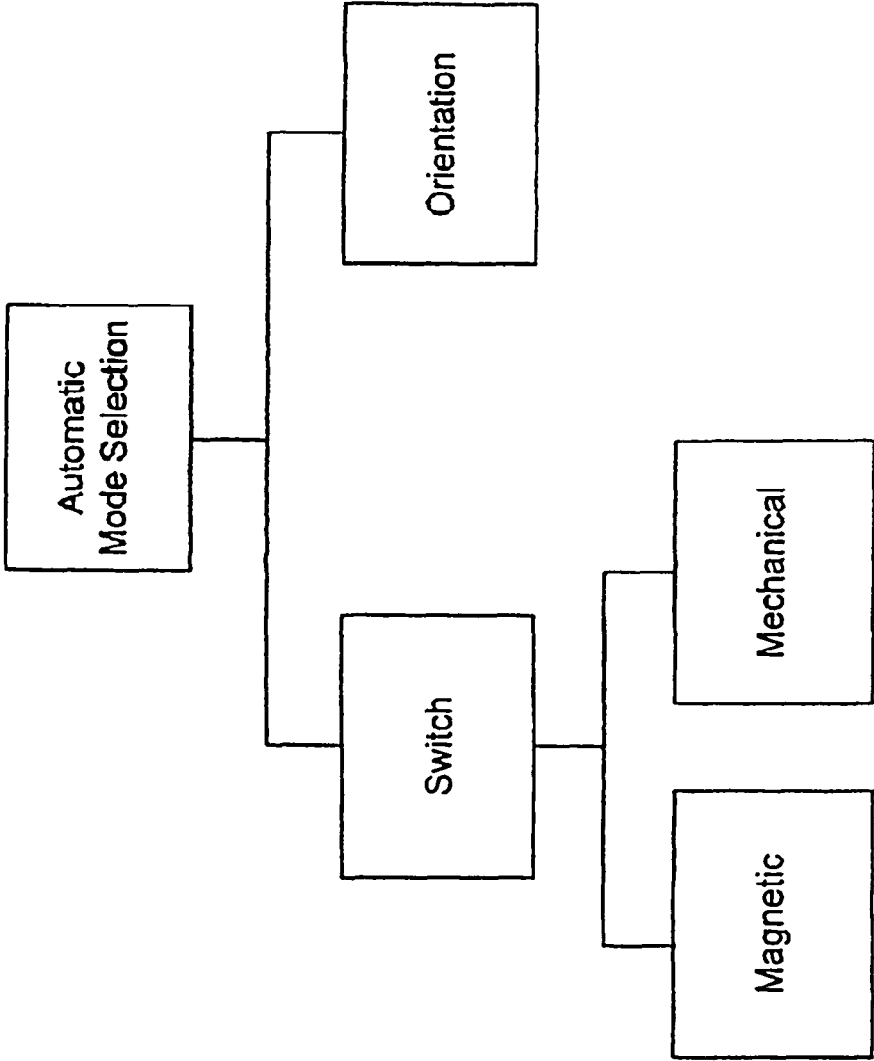 Automatic
Mode Selection
Switch
Orientation
Magnetic
Mechanical